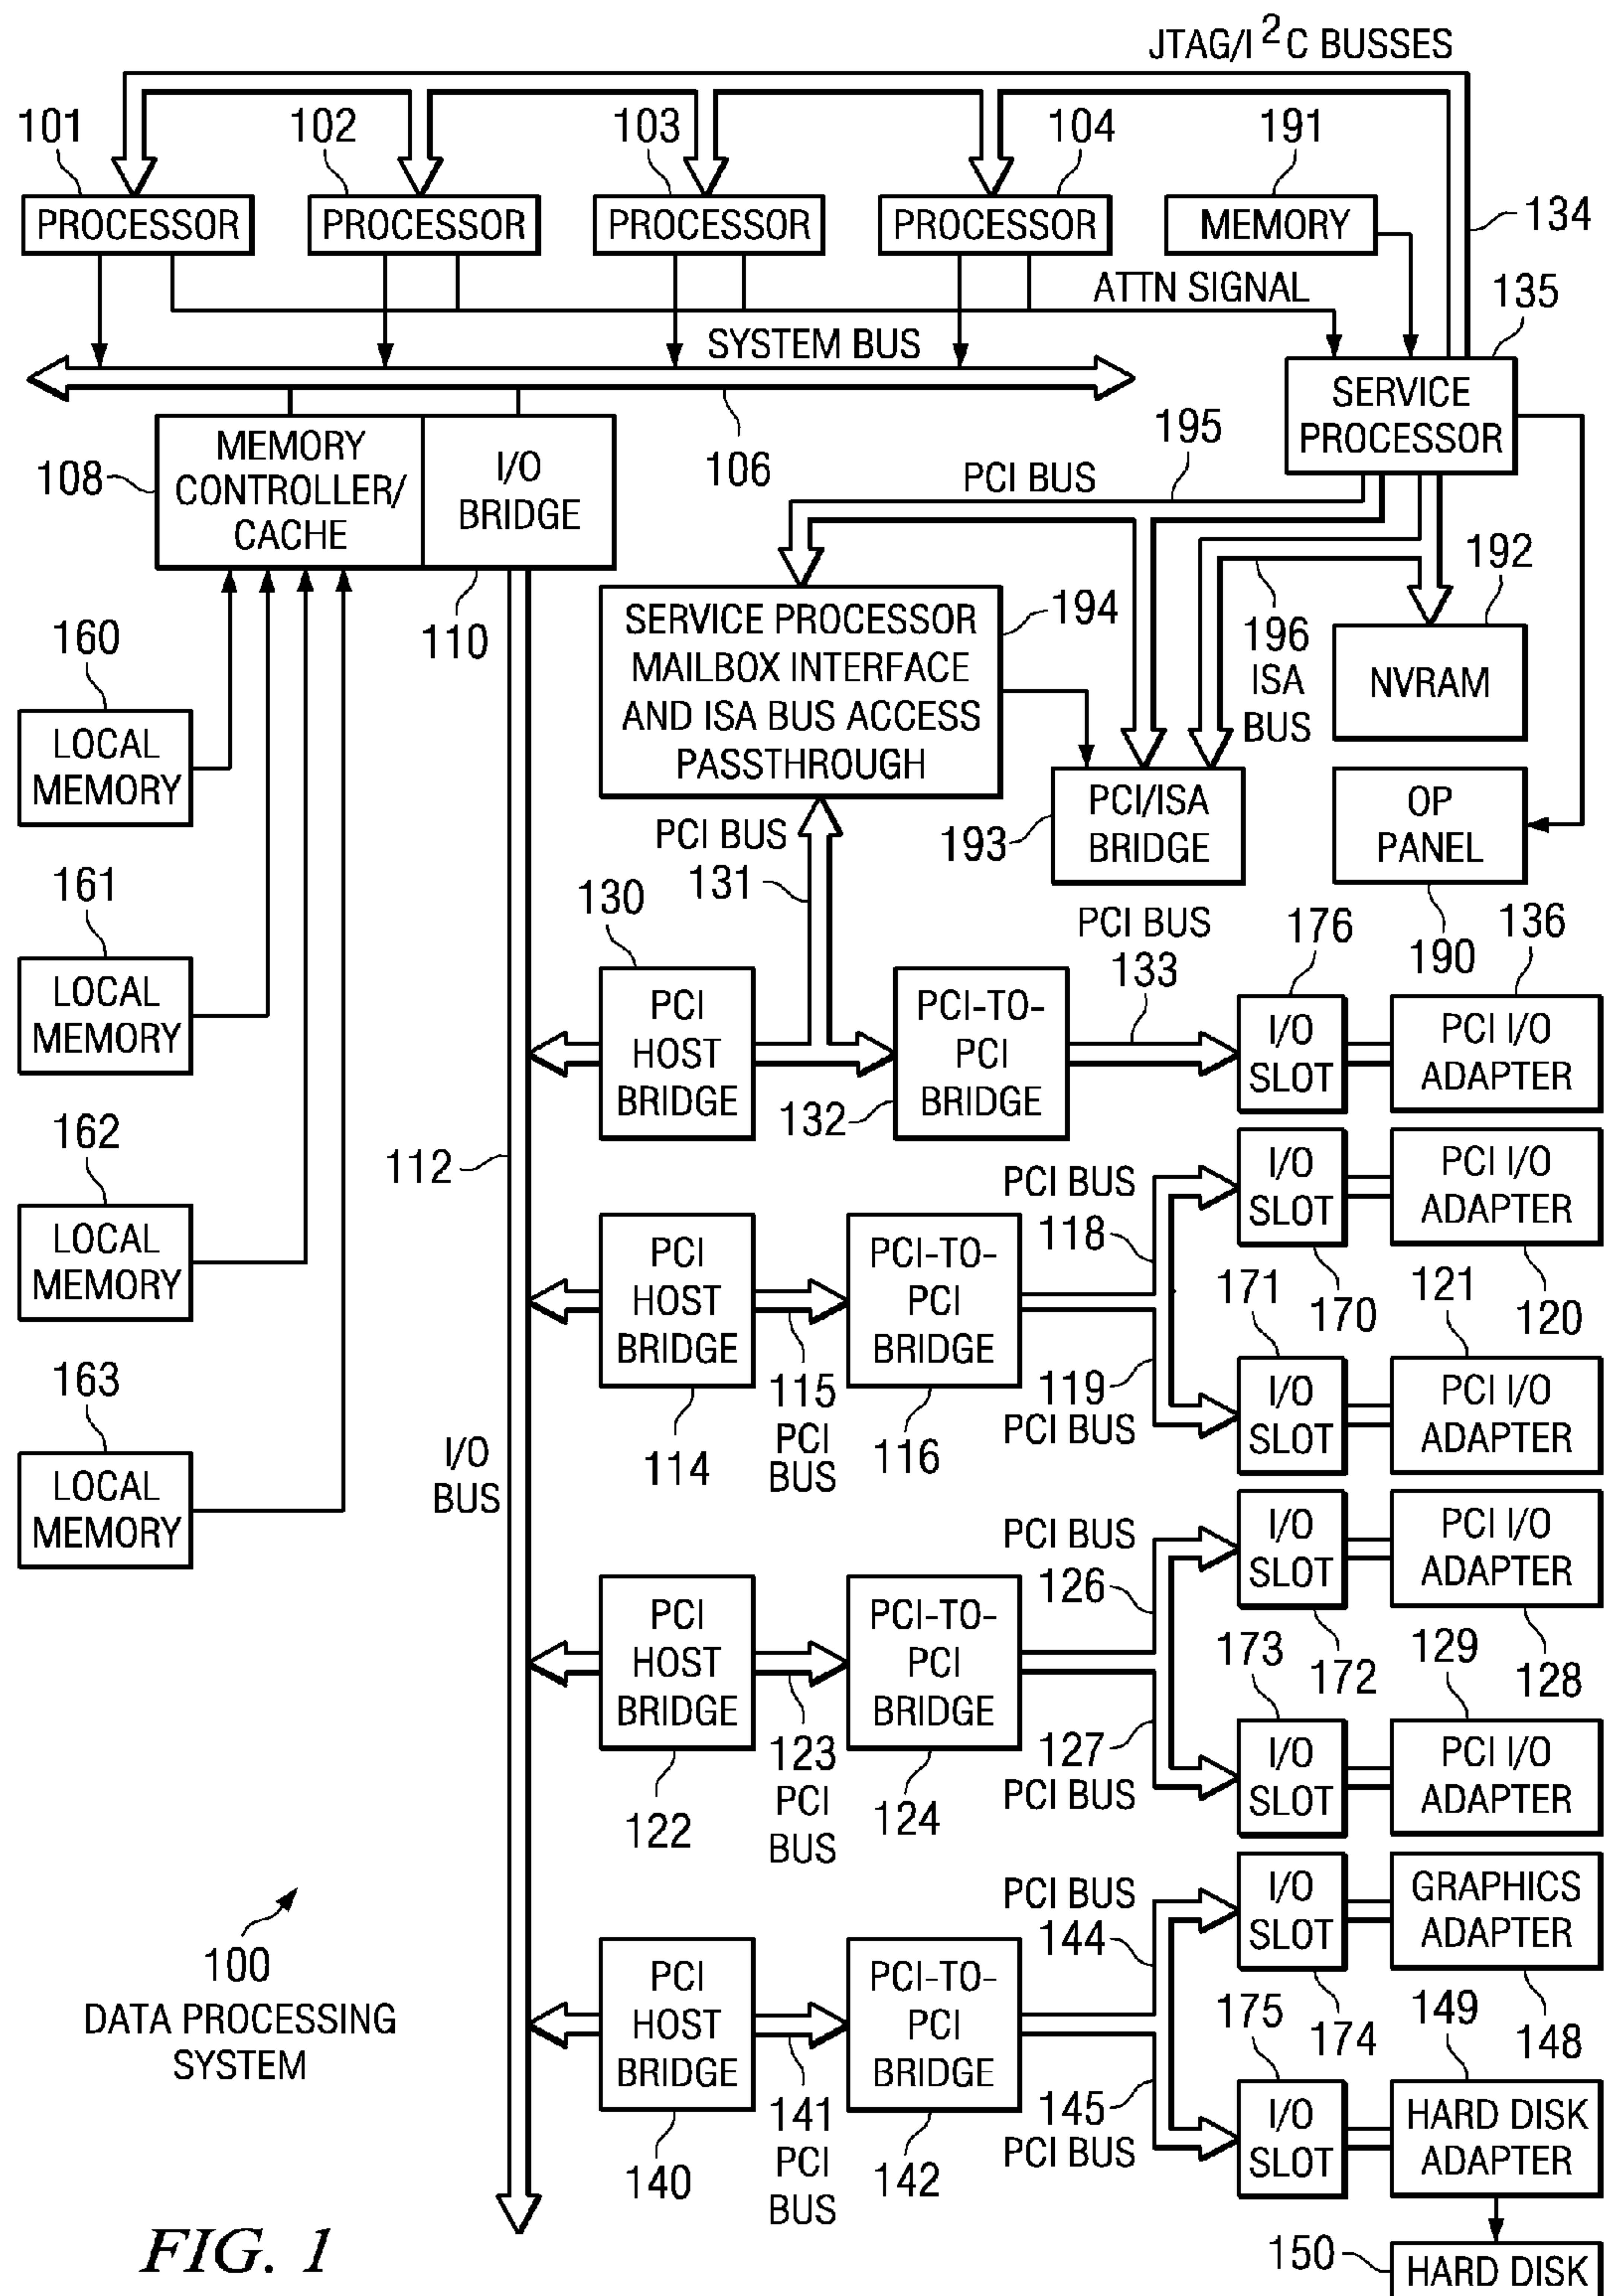 JTAG/I²C BUSSES
101
102
103
104
191
PROCESSOR
PROCESSOR
PROCESSOR
PROCESSOR
MEMORY
134
ATTN SIGNAL
135
SYSTEM BUS
SERVICE
PROCESSOR
108
MEMORY
CONTROLLER/
CACHE
I/O
BRIDGE
106
195
PCI BUS
110
192
SERVICE PROCESSOR
MAILBOX INTERFACE
AND ISA BUS ACCESS
PASSTHROUGH
194
196
ISA
BUS
NVRAM
160
LOCAL
MEMORY
PCI BUS
131
193
PCI/ISA
BRIDGE
OP
PANEL
190
161
LOCAL
MEMORY
130
PCI
HOST
BRIDGE
132
PCI-TO-
PCI
BRIDGE
PCI BUS
133
176
I/O
SLOT
136
PCI I/O
ADAPTER
162
LOCAL
MEMORY
112
PCI
HOST
BRIDGE
114
115
PCI
BUS
PCI-TO-
PCI
BRIDGE
116
PCI BUS
118
119
PCI BUS
I/O
SLOT
170
PCI I/O
ADAPTER
120
171
I/O
SLOT
121
PCI I/O
ADAPTER
163
LOCAL
MEMORY
I/O
BUS
PCI
HOST
BRIDGE
122
123
PCI
BUS
PCI-TO-
PCI
BRIDGE
124
PCI BUS
126
127
PCI BUS
I/O
SLOT
172
PCI I/O
ADAPTER
128
173
I/O
SLOT
129
PCI I/O
ADAPTER
100
DATA PROCESSING
SYSTEM
PCI
HOST
BRIDGE
140
141
PCI
BUS
PCI-TO-
PCI
BRIDGE
142
PCI BUS
144
145
PCI BUS
I/O
SLOT
174
GRAPHICS
ADAPTER
148
175
I/O
SLOT
149
HARD DISK
ADAPTER
150
HARD DISK
FIG. 1